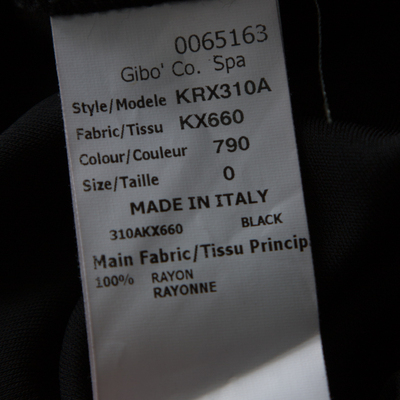 0065163
Gibo' Co. Spa
Style/Modele KRX310A
Fabric/Tissu KX660
Colour/Couleur 790
Size/Taille 0
MADE IN ITALY
310AKX660 BLACK
Main Fabric/Tissu Princip
100% RAYON
RAYONNE